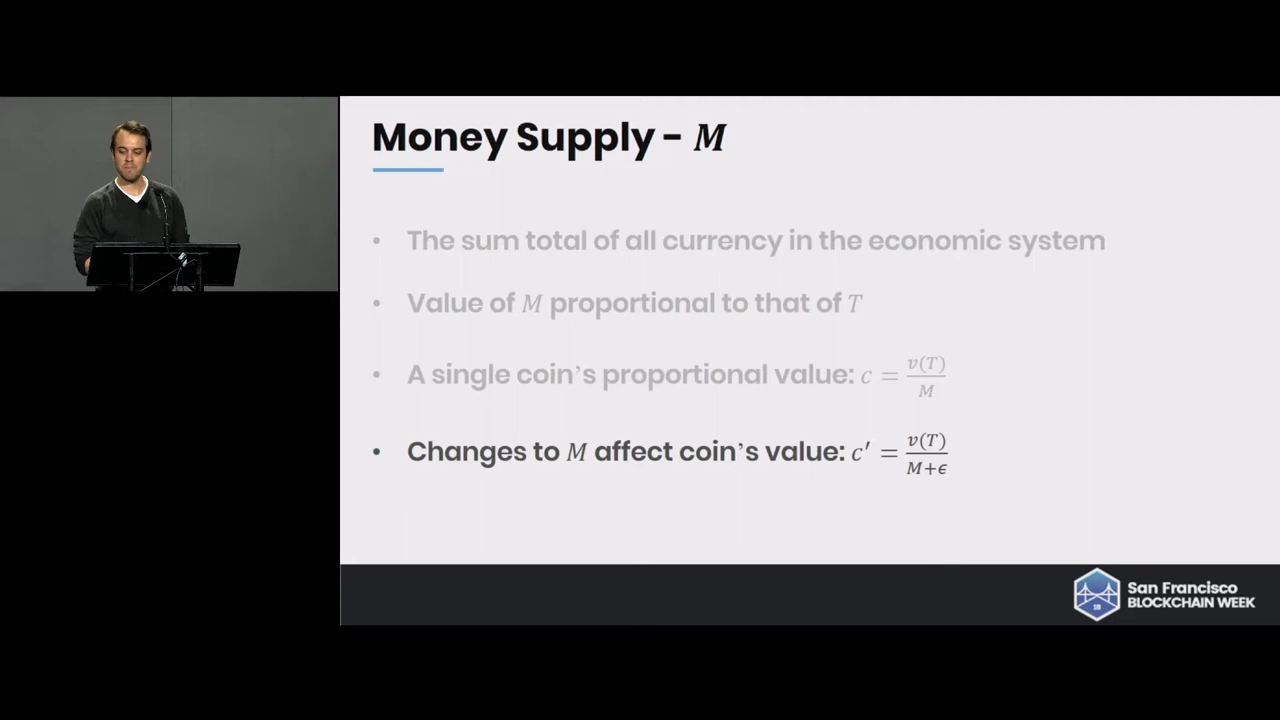 Money Supply - M
• The sum total of all currency in the economic system
• Value of M proportional to that of T
• A single coin's proportional value: c = v(T)/M
• Changes to M affect coin's value: c′ = v(T)/M+ϵ
18
San Francisco
BLOCKCHAIN WEEK